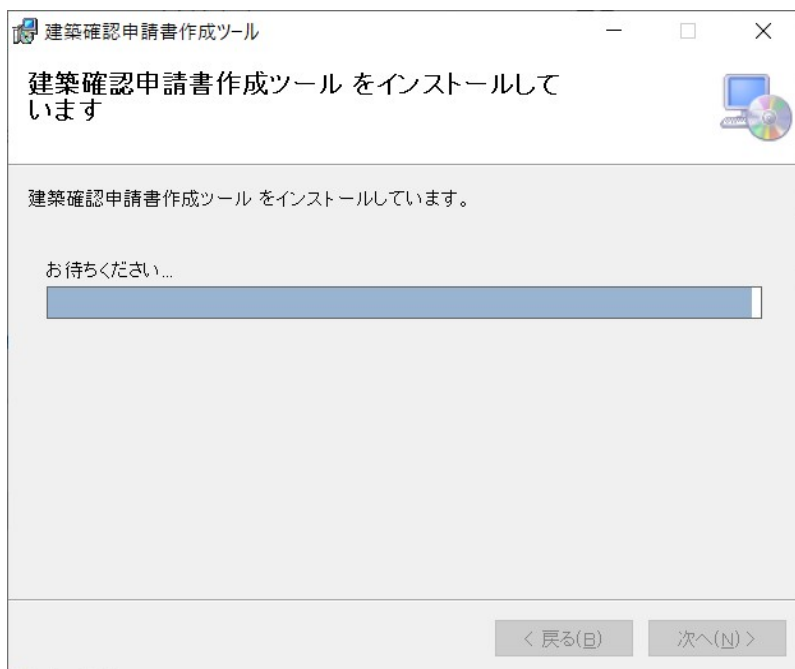 建築確認申請書作成ツール
建築確認申請書作成ツール をインストールして
います
建築確認申請書作成ツール をインストールしています。
お待ちください...
< 戻る(B)
次へ(N) >